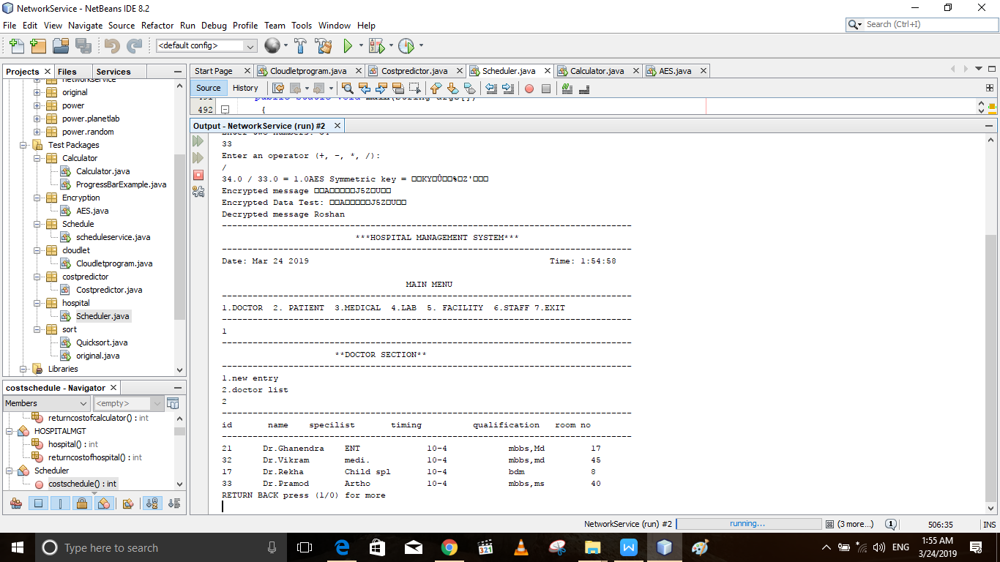 NetworkService - NetBeans IDE 8.2
File Edit View Navigate Source Refactor Run Debug Profile Team Tools Window Help
Search (Ctrl+I)
<default config>
Projects Files Services
networkservice
original
power
power.planetlab
power.random
Test Packages
Calculator
Calculator.java
ProgressBarExample.java
Encryption
AES.java
Schedule
scheduleservice.java
cloudlet
Cloudletprogram.java
costpredictor
Costpredictor.java
hospital
Scheduler.java
sort
Quicksort.java
original.java
Libraries
costschedule - Navigator
Members <empty>
returncostofcalculator() : int
HOSPITALMGT
hospital() : int
returncostofhospital() : int
Scheduler
costschedule() : int
Start Page Cloudletprogram.java Costpredictor.java Scheduler.java Calculator.java AES.java
Source History
491 public static void main(String args[])
492 {
Output - NetworkService (run) #2
Enter two numbers:
33
Enter an operator (+, -, *, /):
/
34.0 / 33.0 = 1.0AES Symmetric key = □□KY□Û□□%□Z'□□□
Encrypted message □□A□□□□□J5Z□U□□
Encrypted Data Test: □□A□□□□□J5Z□U□□
Decrypted message Roshan
--------------------------------------------------------------------------------
***HOSPITAL MANAGEMENT SYSTEM***
--------------------------------------------------------------------------------
Date: Mar 24 2019 Time: 1:54:58
MAIN MENU
--------------------------------------------------------------------------------
1.DOCTOR 2. PATIENT 3.MEDICAL 4.LAB 5. FACILITY 6.STAFF 7.EXIT
--------------------------------------------------------------------------------
1
--------------------------------------------------------------------------------
**DOCTOR SECTION**
--------------------------------------------------------------------------------
1.new entry
2.doctor list
2
--------------------------------------------------------------------------------
id name specilist timing qualification room no
--------------------------------------------------------------------------------
21 Dr.Ghanendra ENT 10-4 mbbs,Md 17
32 Dr.Vikram medi. 10-4 mbbs,md 45
17 Dr.Rekha Child spl 10-4 bdm 8
33 Dr.Pramod Artho 10-4 mbbs,ms 40
RETURN BACK press (1/0) for more
NetworkService (run) #2 running... (3 more...) 1 506:35 INS
Type here to search
321
W
ENG
1:55 AM
3/24/2019